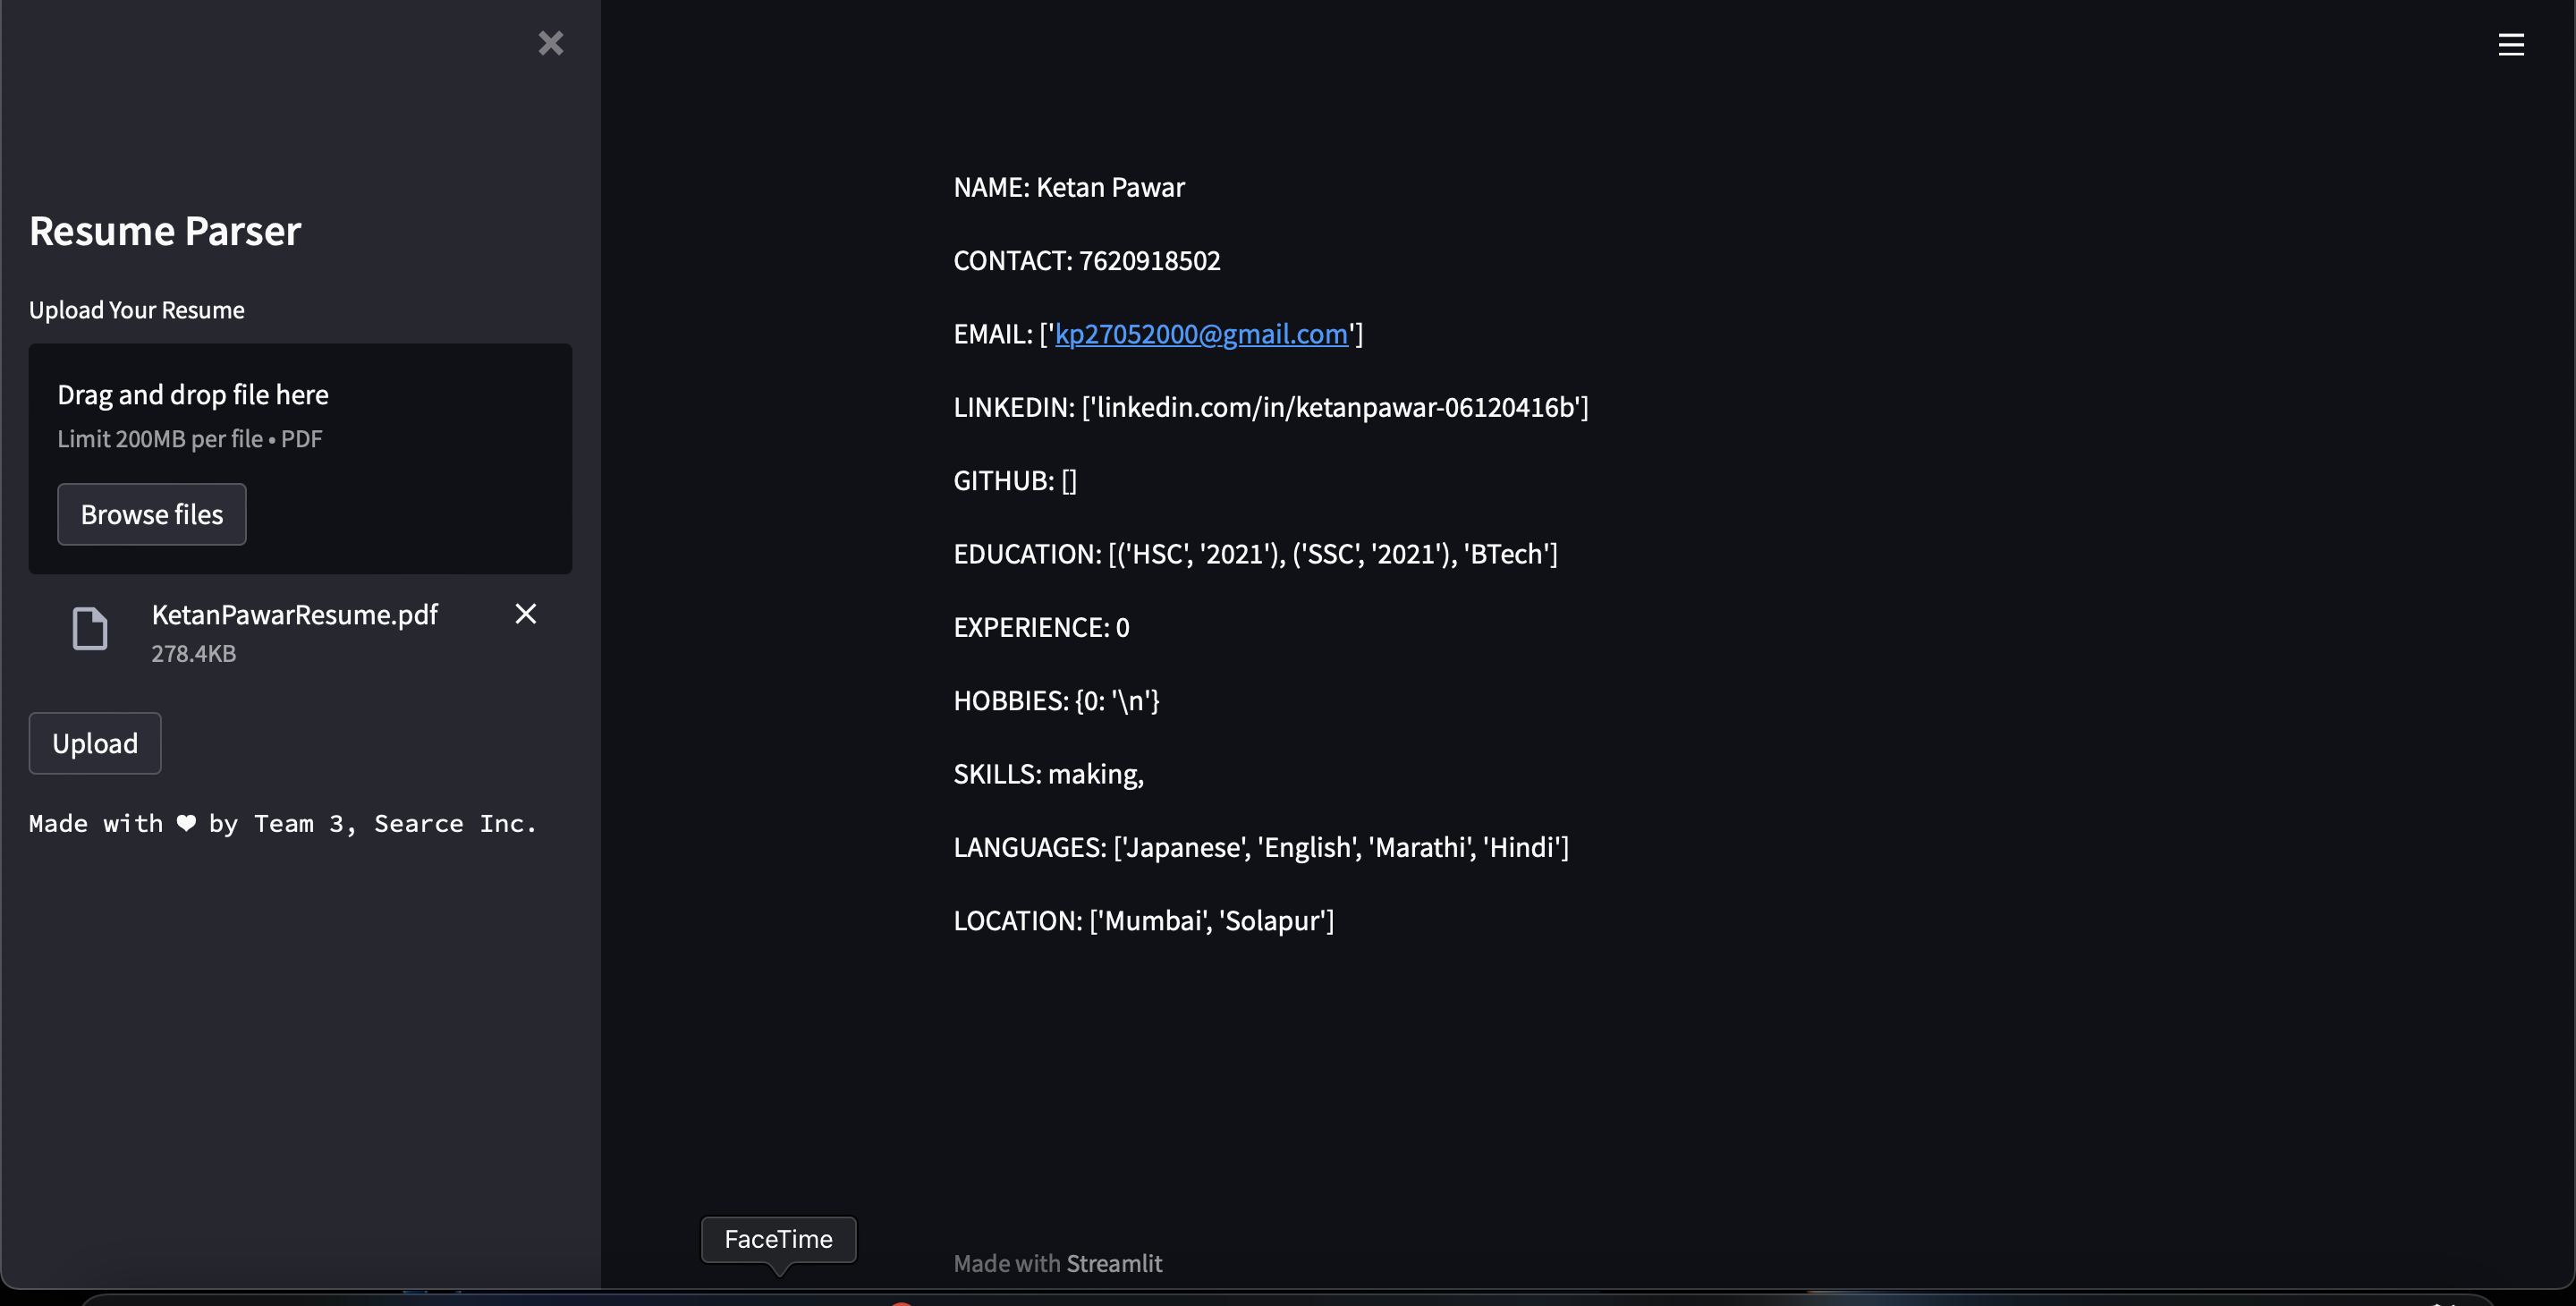 Resume Parser
Upload Your Resume
Drag and drop file here
Limit 200MB per file • PDF
Browse files
KetanPawarResume.pdf
278.4KB
Upload
Made with ❤ by Team 3, Searce Inc.
NAME: Ketan Pawar
CONTACT: 7620918502
EMAIL: ['kp27052000@gmail.com']
LINKEDIN: ['linkedin.com/in/ketanpawar-06120416b']
GITHUB: []
EDUCATION: [('HSC', '2021'), ('SSC', '2021'), 'BTech']
EXPERIENCE: 0
HOBBIES: {0: '\n'}
SKILLS: making,
LANGUAGES: ['Japanese', 'English', 'Marathi', 'Hindi']
LOCATION: ['Mumbai', 'Solapur']
FaceTime
Made with Streamlit